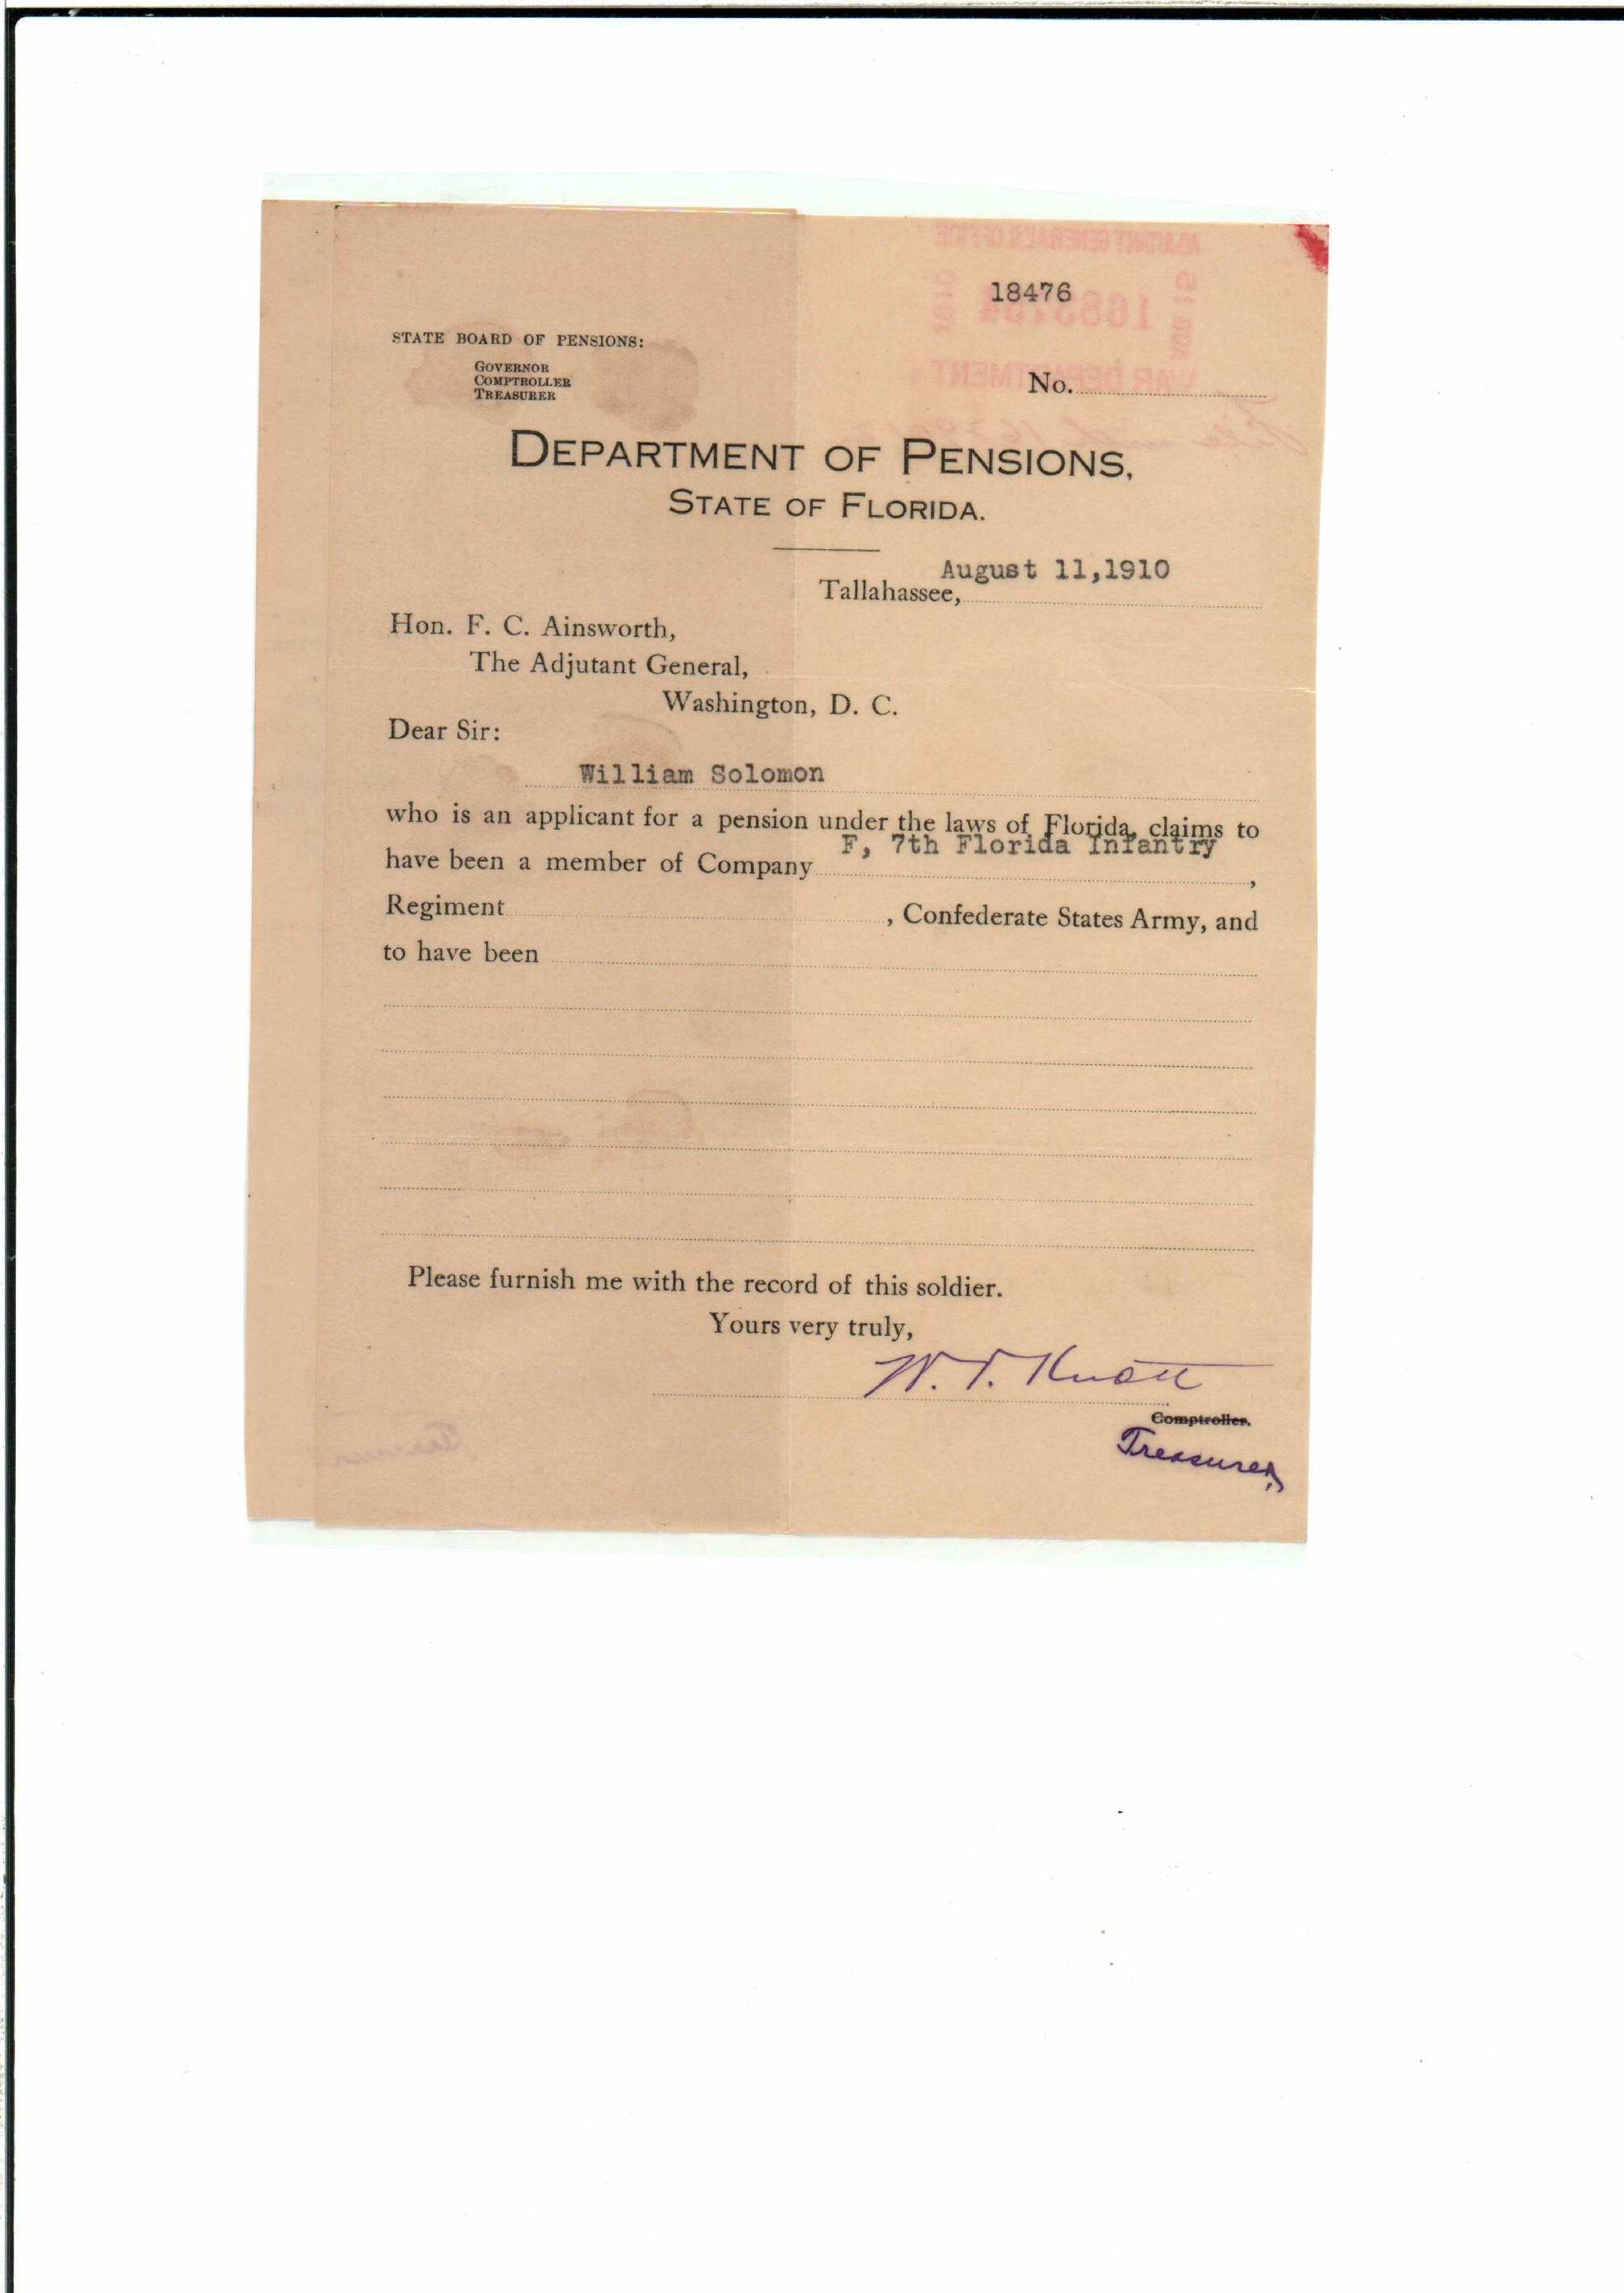 18476
STATE BOARD OF PENSIONS:
GOVERNOR
COMPTROLLER
TREASURER
No.
DEPARTMENT OF PENSIONS,
STATE OF FLORIDA.
August 11,1910
Tallahassee,
Hon. F. C. Ainsworth,
The Adjutant General,
Washington, D. C.
Dear Sir:
William Solomon
who is an applicant for a pension under the laws of Florida, claims to
F, 7th Florida Infantry
have been a member of Company ,
Regiment , Confederate States Army, and
to have been
Please furnish me with the record of this soldier.
Yours very truly,
W. V. Knott
Comptroller.
Treasurer,